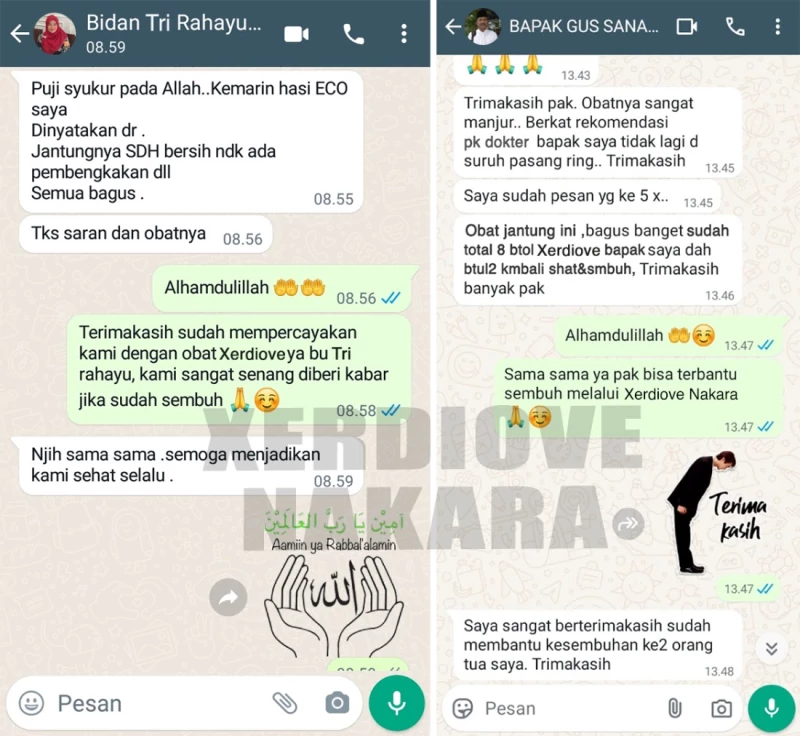 Bidan Tri Rahayu...
08.59
Puji syukur pada Allah..Kemarin hasi ECO
saya
Dinyatakan dr .
Jantungnya SDH bersih ndk ada
pembengkakan dll
Semua bagus .
08.55
Tks saran dan obatnya
08.56
Alhamdulillah 🤲🤲
08.56
Terimakasih sudah mempercayakan
kami dengan obat Xerdiove ya bu Tri
rahayu, kami sangat senang diberi kabar
jika sudah sembuh 🙏☺️
08.58
Njih sama sama .semoga menjadikan
kami sehat selalu .
08.59
اٰمِيْنَ يَا رَبَّ الْعَالَمِيْنَ
Aamiin ya Rabbal'alamin
الله
Pesan
BAPAK GUS SANA...
🙏🙏🙏
13.43
Trimakasih pak. Obatnya sangat
manjur.. Berkat rekomendasi
pk dokter bapak saya tidak lagi d
suruh pasang ring.. Trimakasih
13.45
Saya sudah pesan yg ke 5 x..
13.45
Obat jantung ini ,bagus banget sudah
total 8 btol Xerdiove bapak saya dah
btul2 kmbali shat&smbuh, Trimakasih
banyak pak
13.46
Alhamdulillah 🤲☺️
13.47
Sama sama ya pak bisa terbantu
sembuh melalui Xerdiove Nakara
🙏☺️
13.47
Terima
kasih
13.47
Saya sangat berterimakasih sudah
membantu kesembuhan ke2 orang
tua saya. Trimakasih
13.48
Pesan
XERDIOVE
NAKARA